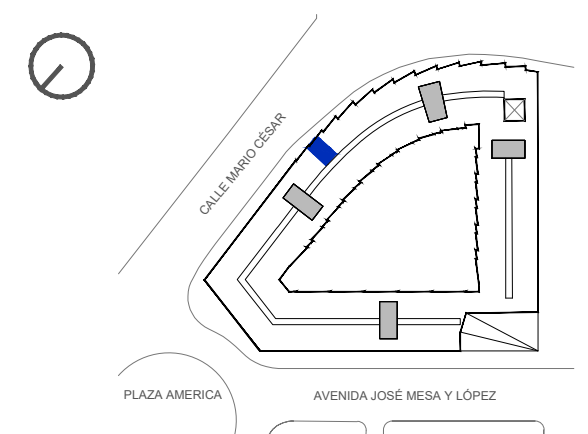 CALLE MARIO CÉSAR
PLAZA AMERICA
AVENIDA JOSÉ MESA Y LÓPEZ